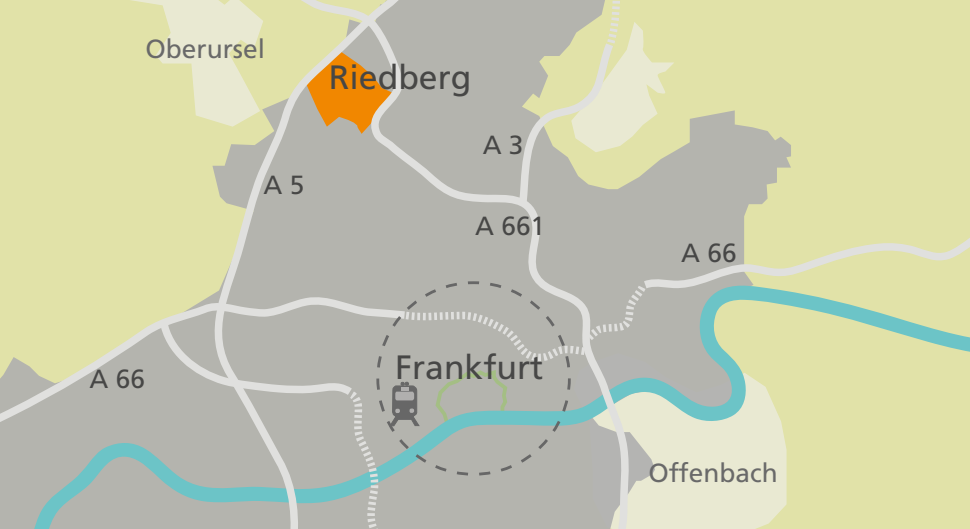 Oberursel
Riedberg
A 3
A 5
A 661
A 66
Frankfurt
A 66
Offenbach